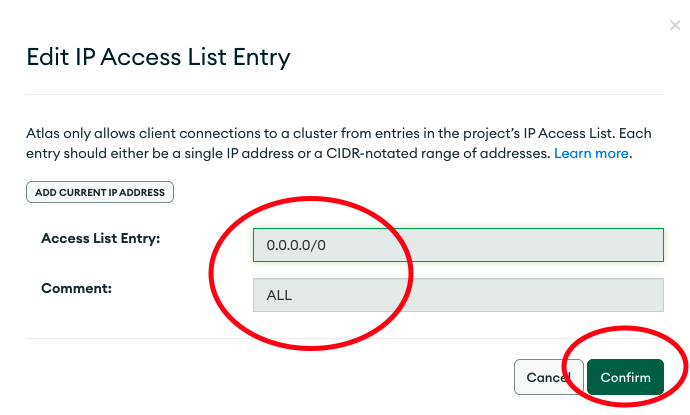 ×
Edit IP Access List Entry
Atlas only allows client connections to a cluster from entries in the project's IP Access List. Each
entry should either be a single IP address or a CIDR-notated range of addresses. Learn more.
ADD CURRENT IP ADDRESS
Access List Entry: 0.0.0.0/0
Comment: ALL
Cancel Confirm